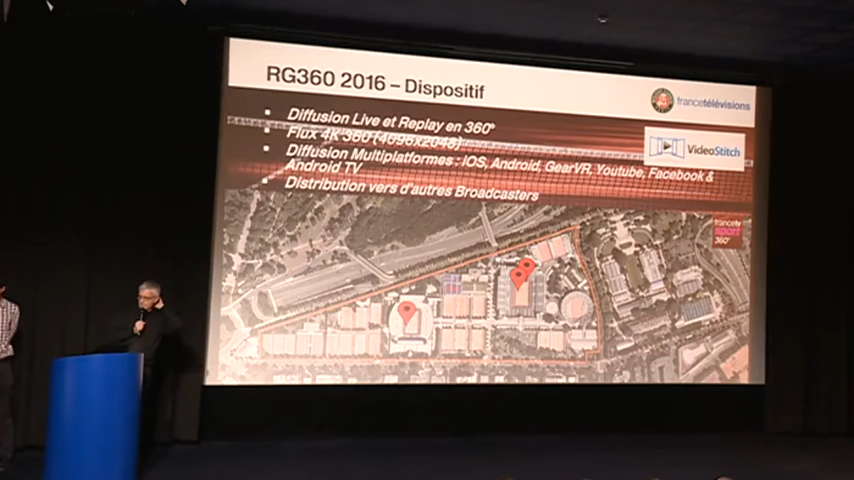 RG360 2016 – Dispositif
francetélévisions
Diffusion Live et Replay en 360°
Flux 4K 360 (4096x2048)
VideoStitch
Diffusion Multiplatformes : IOS, Android, GearVR, Youtube, Facebook &
Android TV
Distribution vers d'autres Broadcasters
francetv
sport
360°